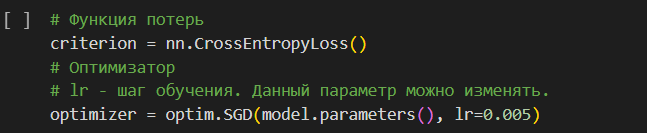 [ ] # Функция потерь
criterion = nn.CrossEntropyLoss()
# Оптимизатор
# lr - шаг обучения. Данный параметр можно изменять.
optimizer = optim.SGD(model.parameters(), lr=0.005)